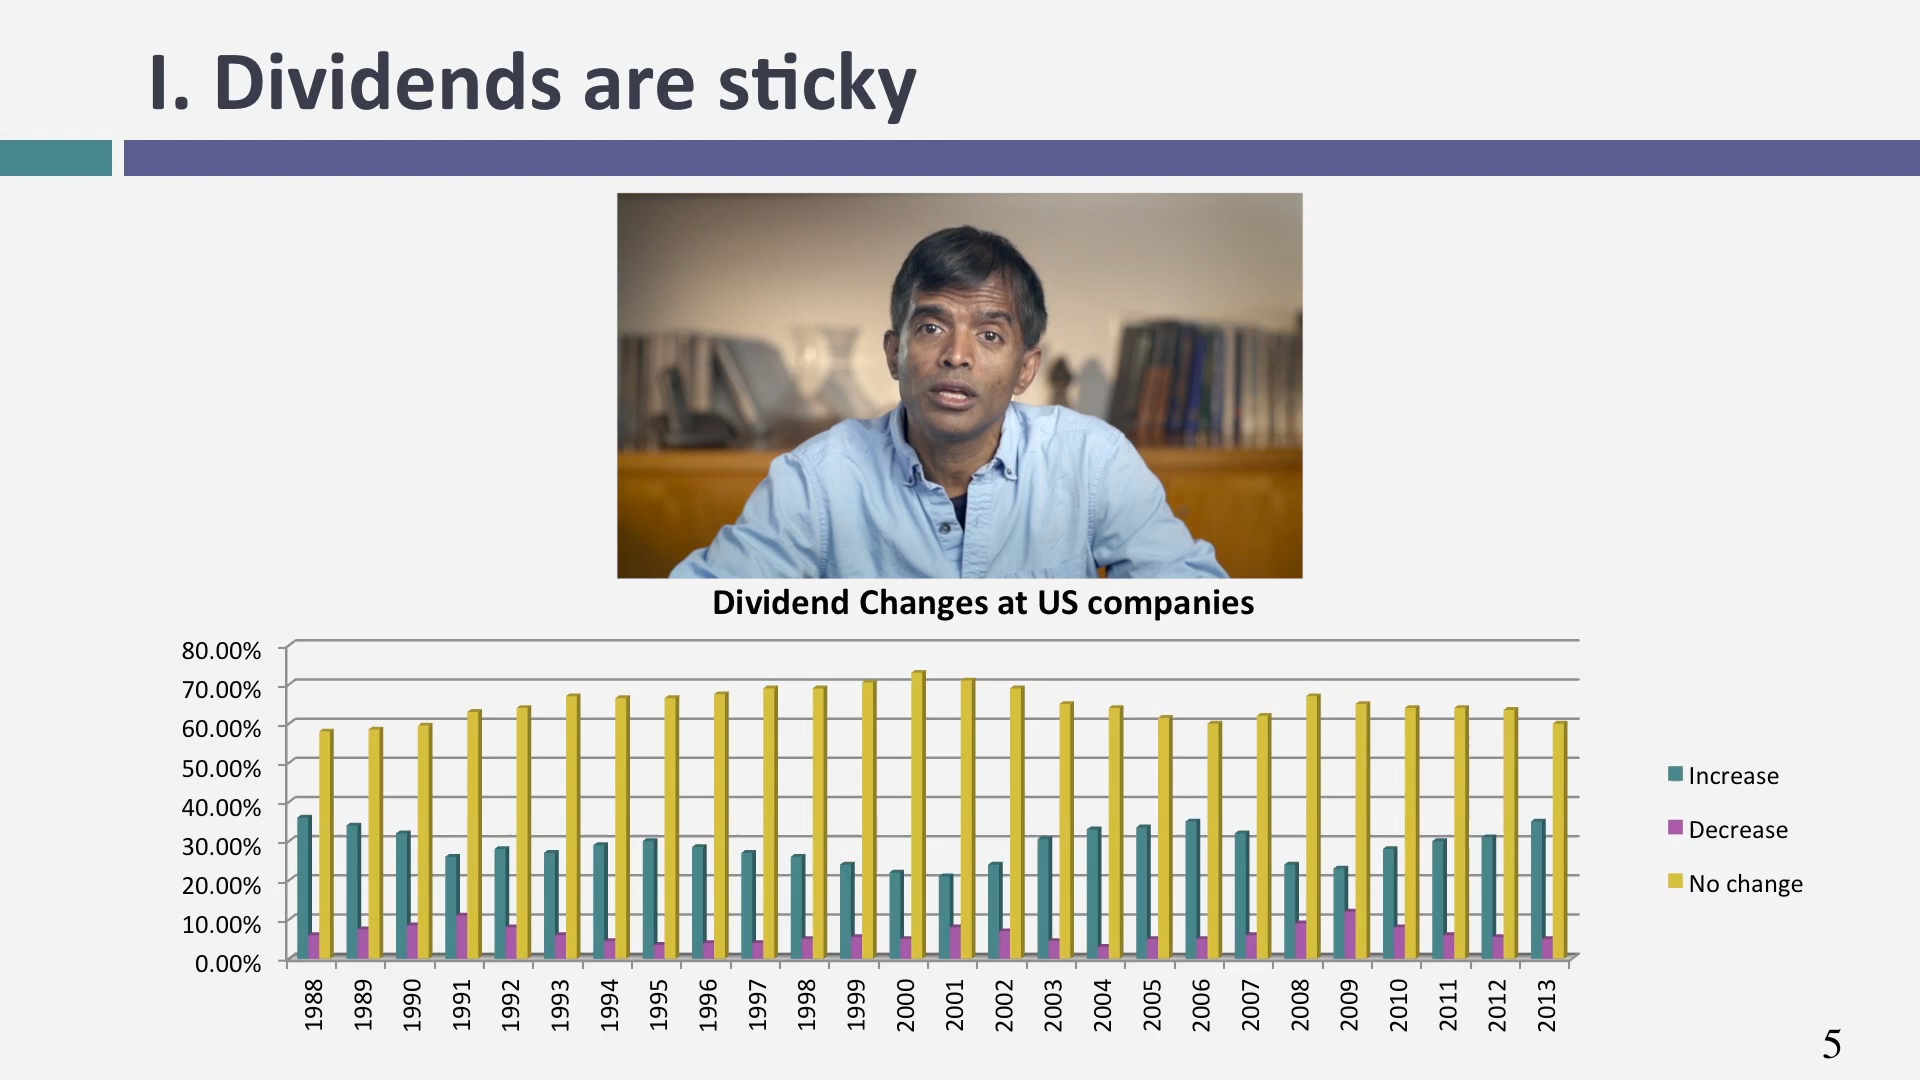 I. Dividends are sticky
Dividend Changes at US companies
80.00%
70.00%
60.00%
50.00%
40.00%
30.00%
20.00%
10.00%
0.00%
1988 1989 1990 1991 1992 1993 1994 1995 1996 1997 1998 1999 2000 2001 2002 2003 2004 2005 2006 2007 2008 2009 2010 2011 2012 2013
Increase
Decrease
No change
5